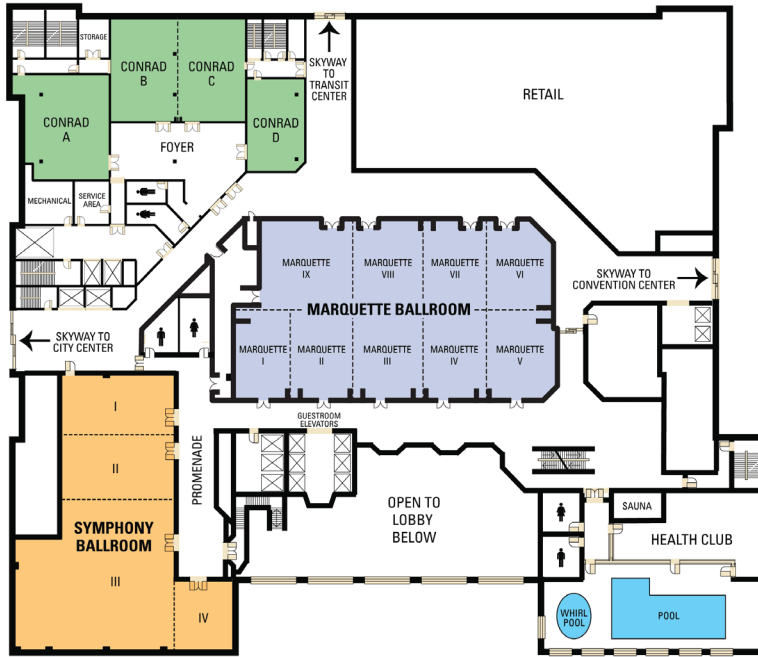 STORAGE
CONRAD
B
CONRAD
C
SKYWAY
TO
TRANSIT
CENTER
RETAIL
CONRAD
A
CONRAD
D
FOYER
MECHANICAL
SERVICE
AREA
MARQUETTE
IX
MARQUETTE
VIII
MARQUETTE
VII
MARQUETTE
VI
SKYWAY TO
CONVENTION CENTER
MARQUETTE BALLROOM
SKYWAY TO
CITY CENTER
MARQUETTE
I
MARQUETTE
II
MARQUETTE
III
MARQUETTE
IV
MARQUETTE
V
I
GUESTROOM
ELEVATORS
II
PROMENADE
OPEN TO
LOBBY
BELOW
SYMPHONY
BALLROOM
III
IV
SAUNA
HEALTH CLUB
WHIRL
POOL
POOL